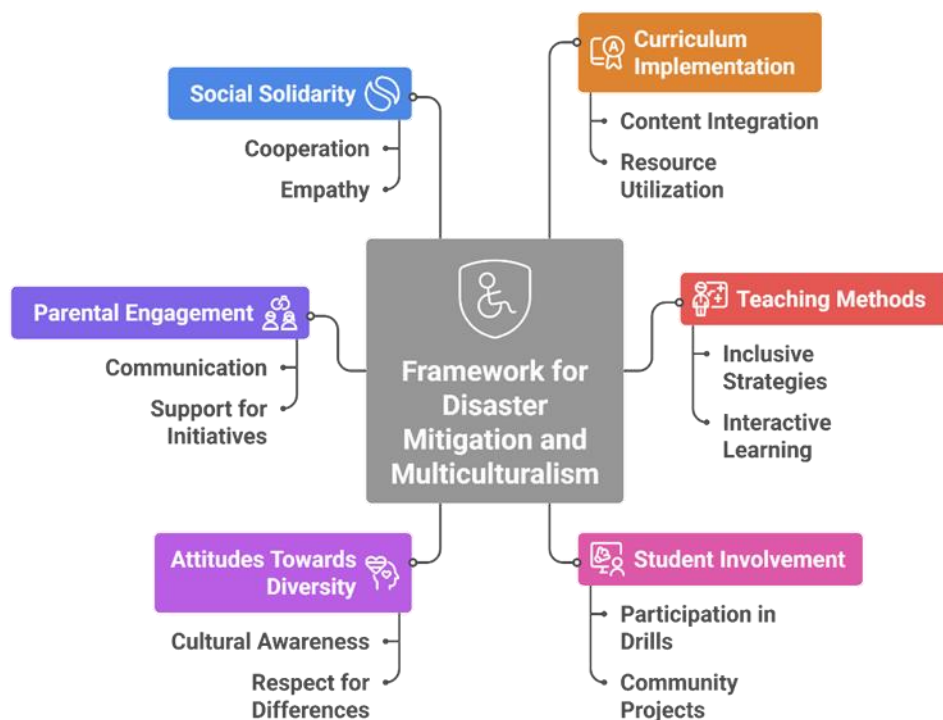 Social Solidarity
Cooperation
Empathy
Parental Engagement
Communication
Support for
Initiatives
Attitudes Towards
Diversity
Cultural Awareness
Respect for
Differences
Framework for
Disaster
Mitigation and
Multiculturalism
A
Curriculum
Implementation
Content Integration
Resource
Utilization
Teaching Methods
Inclusive
Strategies
Interactive
Learning
Student Involvement
Participation in
Drills
Community
Projects